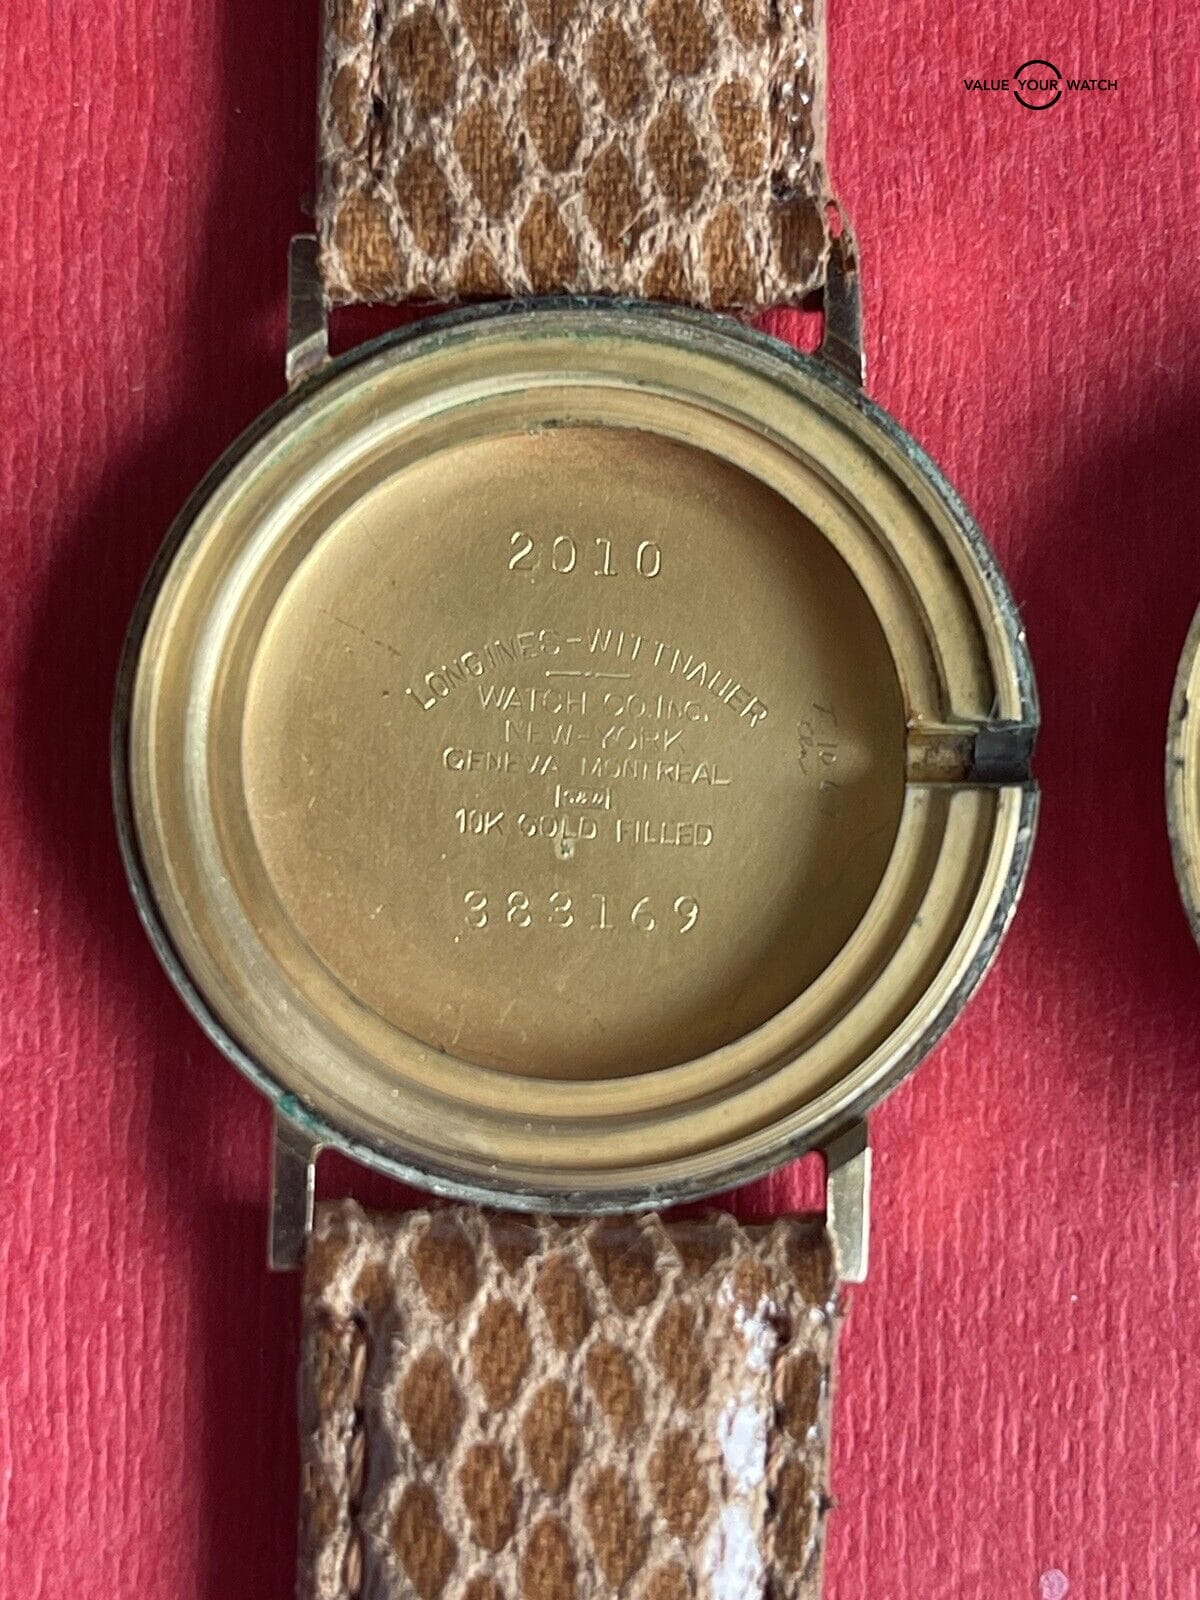 VALUE YOUR WATCH
2010
LONGINES-WITTNAUER
WATCH CO.INC.
NEW-YORK
GENEVA MONTREAL
10K GOLD FILLED
383169